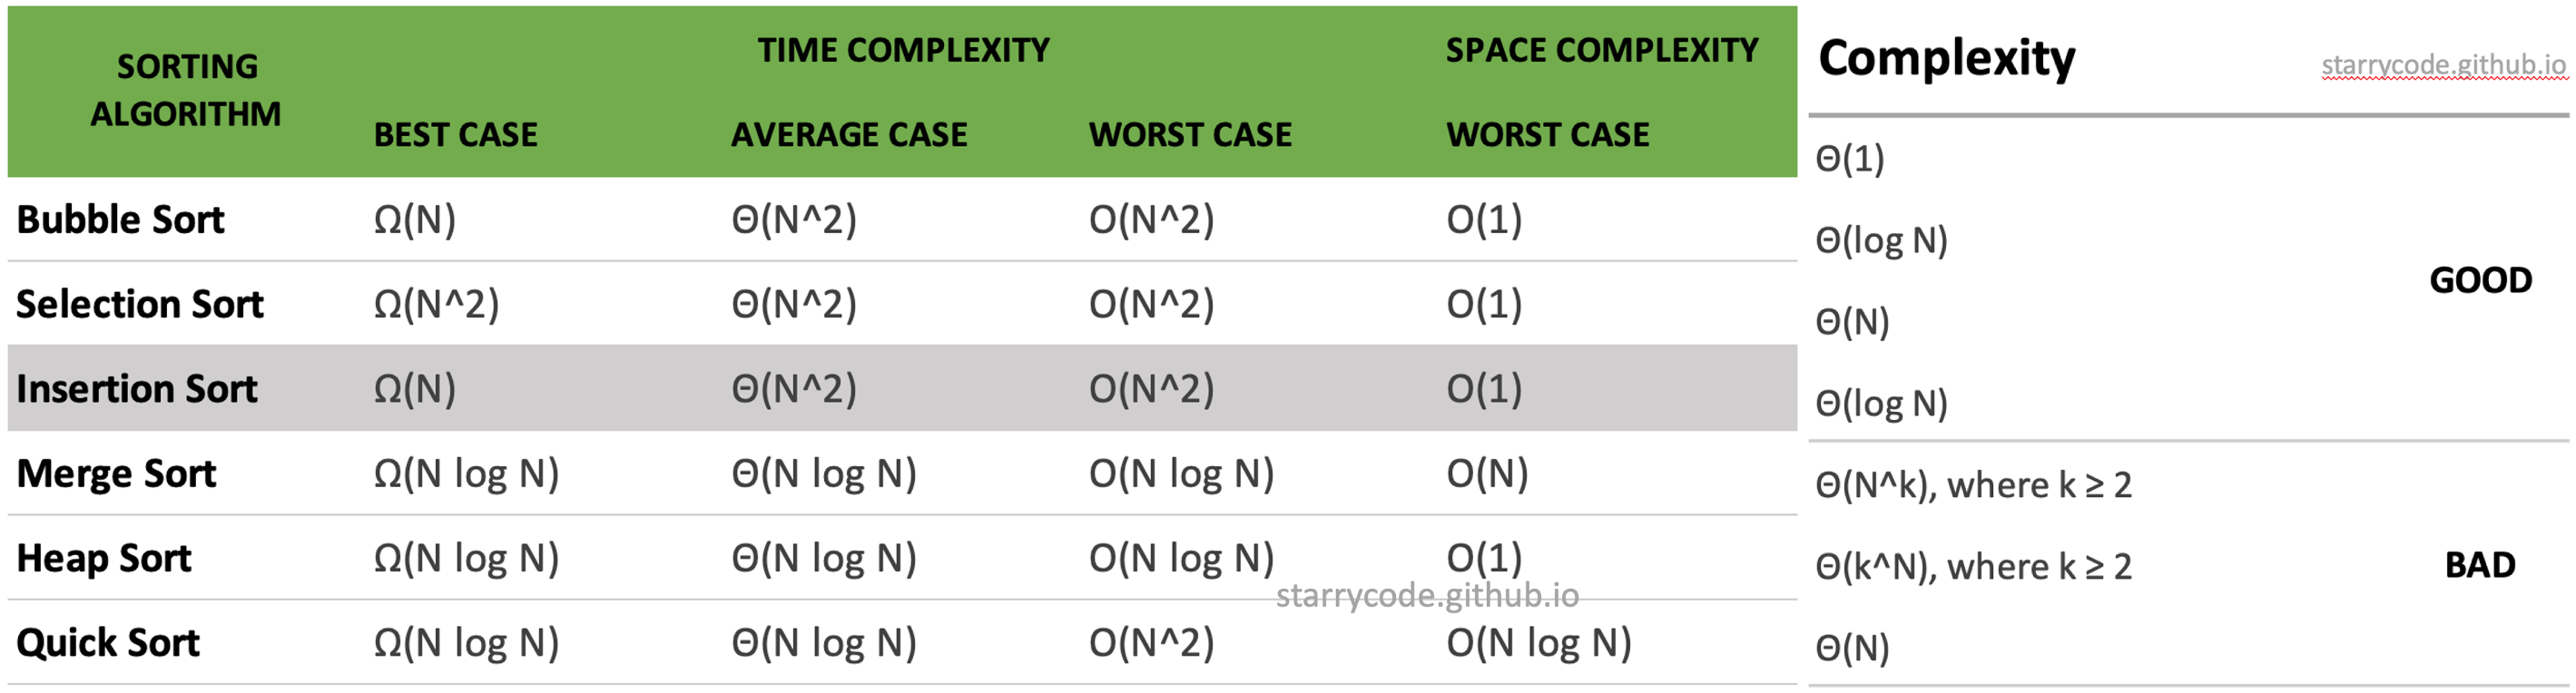 SORTING ALGORITHM TIME COMPLEXITY SPACE COMPLEXITY
BEST CASE AVERAGE CASE WORST CASE WORST CASE
Bubble Sort Ω(N) Θ(N^2) O(N^2) O(1)
Selection Sort Ω(N^2) Θ(N^2) O(N^2) O(1)
Insertion Sort Ω(N) Θ(N^2) O(N^2) O(1)
Merge Sort Ω(N log N) Θ(N log N) O(N log N) O(N)
Heap Sort Ω(N log N) Θ(N log N) O(N log N) O(1)
starrycode.github.io
Quick Sort Ω(N log N) Θ(N log N) O(N^2) O(N log N)
Complexity starrycode.github.io
Θ(1)
Θ(log N)
GOOD
Θ(N)
Θ(log N)
Θ(N^k), where k ≥ 2
Θ(k^N), where k ≥ 2 BAD
Θ(N)